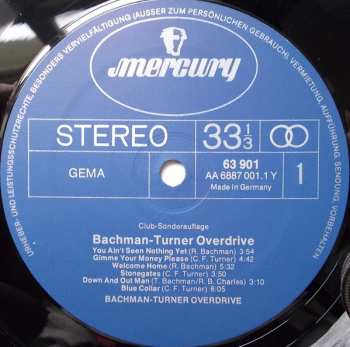 URHEBER- UND LEISTUNGSSCHUTZRECHTE, BESONDERS VERVIELFÄLTIGUNG (AUSSER ZUM PERSÖNLICHEN GEBRAUCH), VERMIETUNG, AUFFÜHRUNG, SENDUNG, VORBEHALTEN
mercury
STEREO
33 1/3
GEMA
63 901
AA 6887 001.1 Y
Made in Germany
1
Club-Sonderauflage
Bachman-Turner Overdrive
You Ain't Seen Nothing Yet (R. Bachman) 3:54
Gimme Your Money Please (C. F. Turner) 4:42
Welcome Home (R. Bachman) 5:32
Stonegates (C. F. Turner)
Down And Out Man (T. Bachman/R. B. Charles) 3:10
Blue Collar (C. F. Turner) 6:05
BACHMAN-TURNER OVERDRIVE